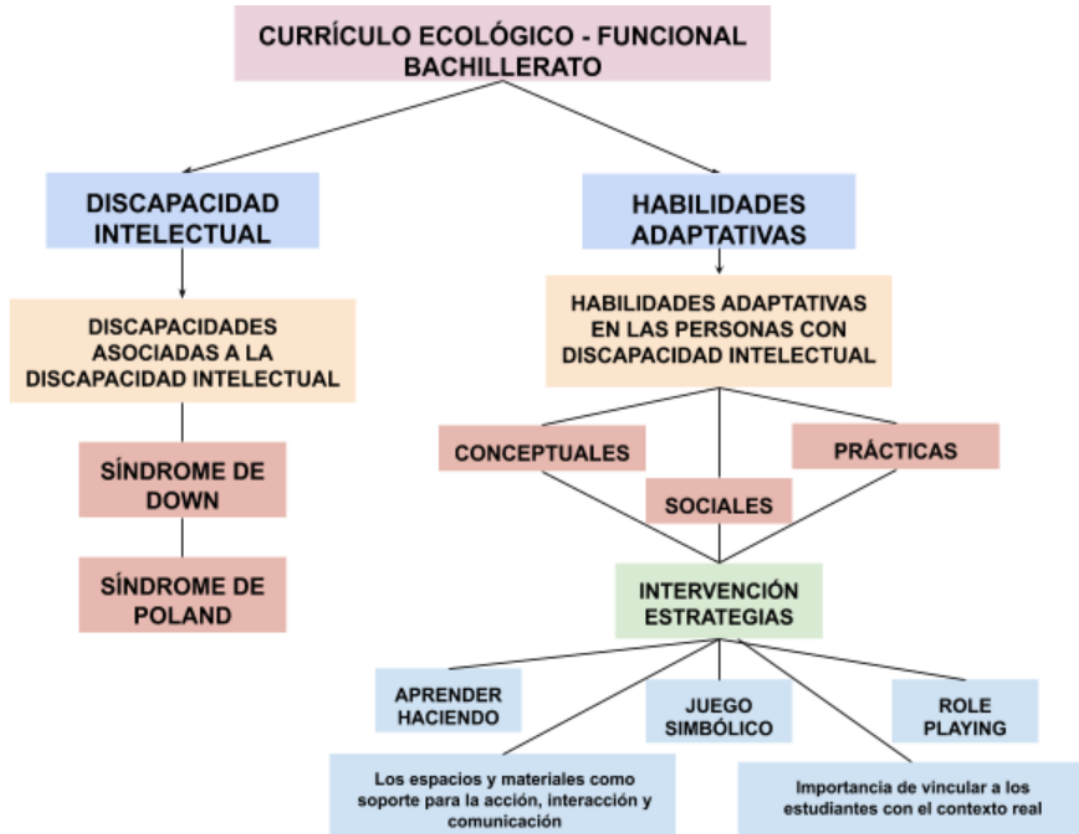 CURRÍCULO ECOLÓGICO - FUNCIONAL
BACHILLERATO
DISCAPACIDAD
INTELECTUAL
HABILIDADES
ADAPTATIVAS
DISCAPACIDADES
ASOCIADAS A LA
DISCAPACIDAD INTELECTUAL
HABILIDADES ADAPTATIVAS
EN LAS PERSONAS CON
DISCAPACIDAD INTELECTUAL
SÍNDROME DE
DOWN
CONCEPTUALES
PRÁCTICAS
SOCIALES
SÍNDROME DE
POLAND
INTERVENCIÓN
ESTRATEGIAS
APRENDER
HACIENDO
JUEGO
SIMBÓLICO
ROLE
PLAYING
Los espacios y materiales como
soporte para la acción, interacción y
comunicación
Importancia de vincular a los
estudiantes con el contexto real